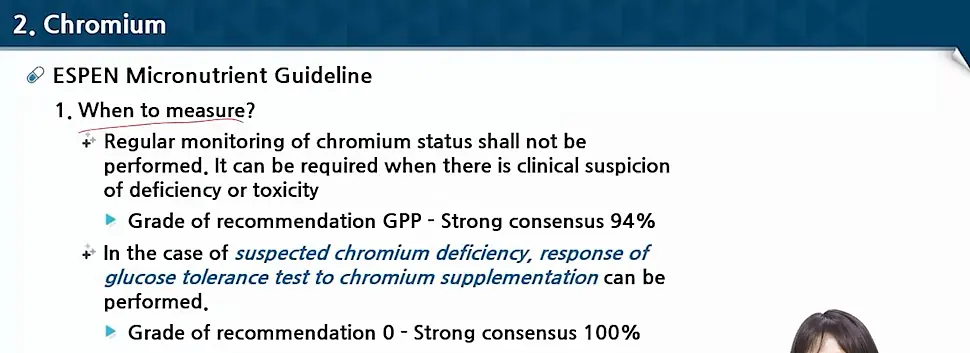 2. Chromium
ESPEN Micronutrient Guideline
1. When to measure?
Regular monitoring of chromium status shall not be
performed. It can be required when there is clinical suspicion
of deficiency or toxicity
Grade of recommendation GPP - Strong consensus 94%
In the case of suspected chromium deficiency, response of
glucose tolerance test to chromium supplementation can be
performed.
Grade of recommendation 0 - Strong consensus 100%